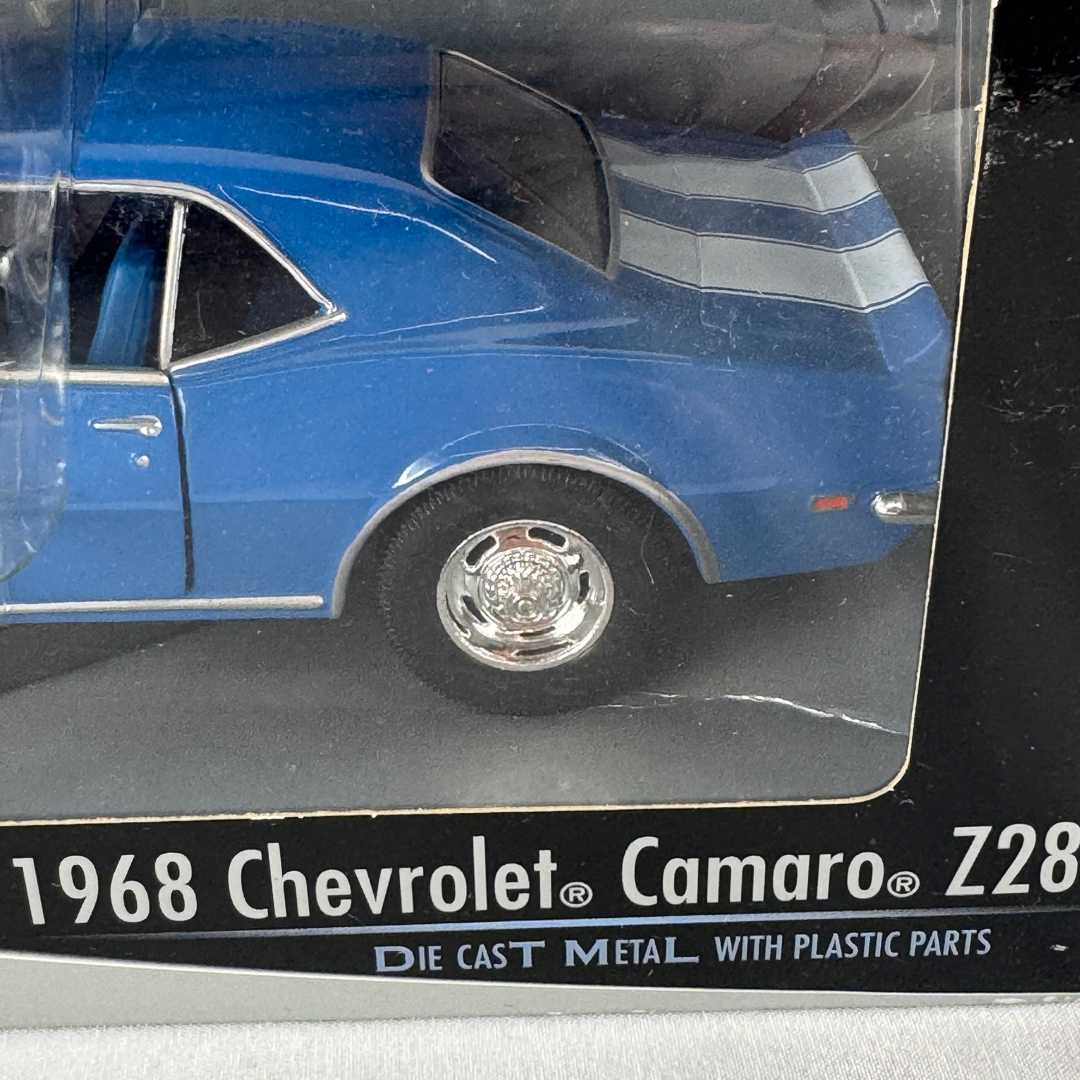 1968 Chevrolet® Camaro® Z28
DIE CAST METAL WITH PLASTIC PARTS